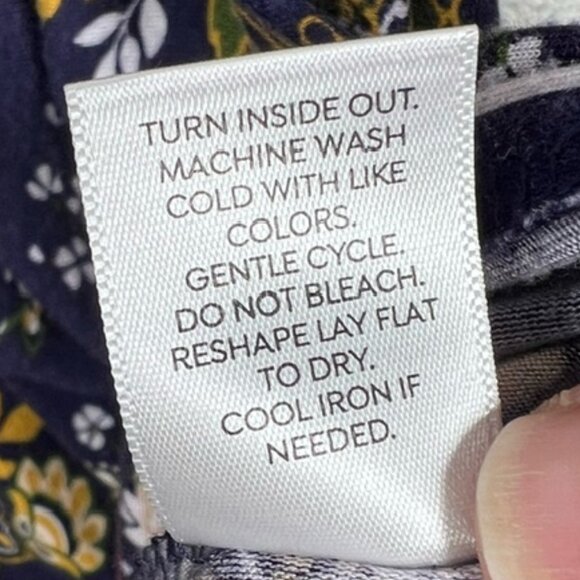 TURN INSIDE OUT.
MACHINE WASH
COLD WITH LIKE
COLORS.
GENTLE CYCLE.
DO NOT BLEACH.
RESHAPE LAY FLAT
TO DRY.
COOL IRON IF
NEEDED.